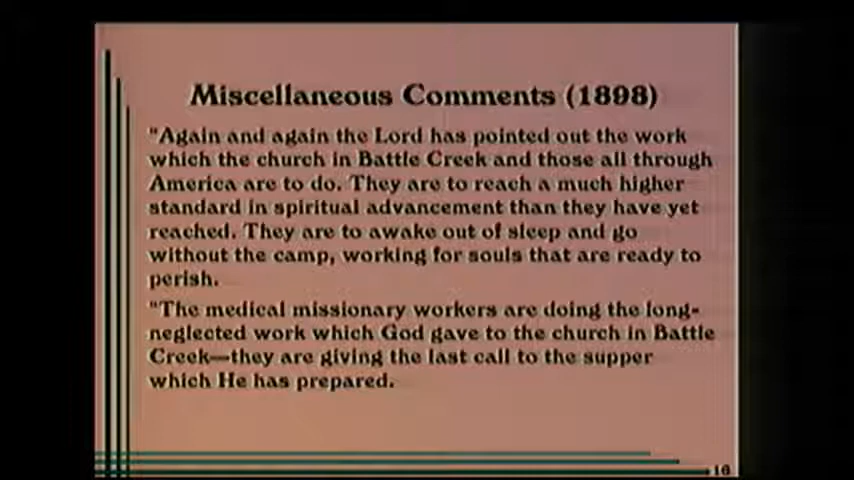 Miscellaneous Comments (1898)
"Again and again the Lord has pointed out the work
which the church in Battle Creek and those all through
America are to do. They are to reach a much higher
standard in spiritual advancement than they have yet
reached. They are to awake out of sleep and go
without the camp, working for souls that are ready to
perish.
"The medical missionary workers are doing the long-
neglected work which God gave to the church in Battle
Creek—they are giving the last call to the supper
which He has prepared.
16